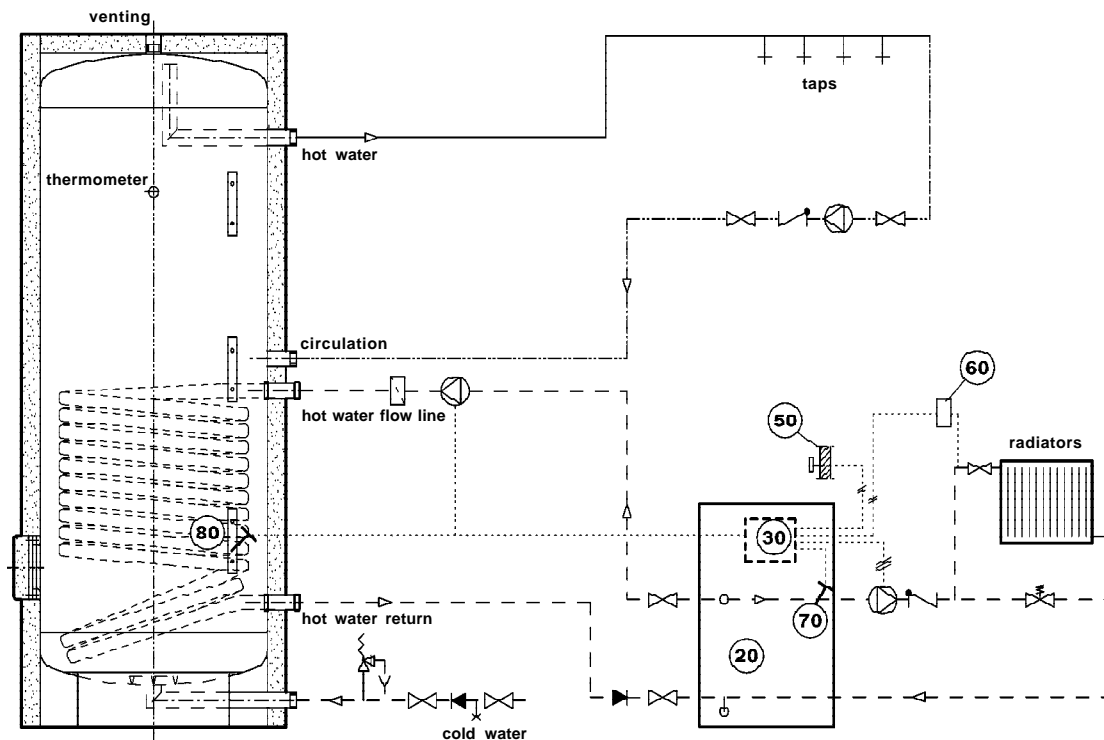 venting
taps
hot water
thermometer
circulation
hot water flow line
60
50
radiators
80
30
70
hot water return
20
cold water